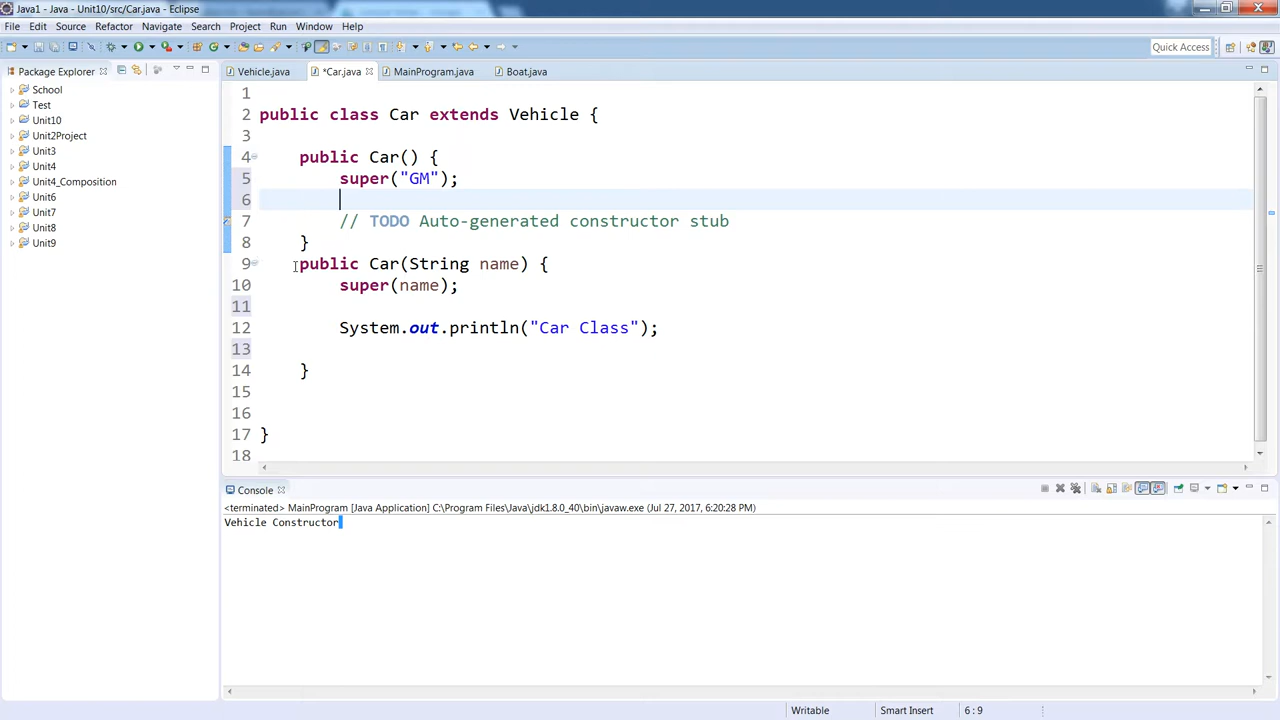 Java1 - Java - Unit10/src/Car.java - Eclipse
File Edit Source Refactor Navigate Search Project Run Window Help
Quick Access
Package Explorer
Vehicle.java *Car.java MainProgram.java Boat.java
School
Test
Unit10
Unit2Project
Unit3
Unit4
Unit4_Composition
Unit6
Unit7
Unit8
Unit9
1
2 public class Car extends Vehicle {
3
4 public Car() {
5 super("GM");
6
7 // TODO Auto-generated constructor stub
8 }
9 public Car(String name) {
10 super(name);
11
12 System.out.println("Car Class");
13
14 }
15
16
17 }
18
Console
<terminated> MainProgram [Java Application] C:\Program Files\Java\jdk1.8.0_40\bin\javaw.exe (Jul 27, 2017, 6:20:28 PM)
Vehicle Constructor
Writable Smart Insert 6 : 9